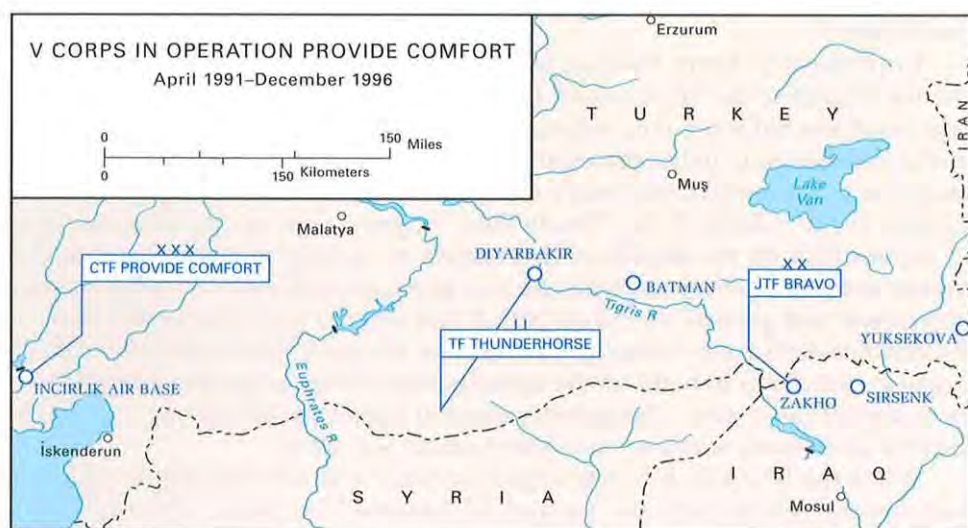 V CORPS IN OPERATION PROVIDE COMFORT
April 1991–December 1996
0 150 Miles
0 150 Kilometers
Erzurum
TURKEY
IRAN
Muş
Lake
Van
Malatya
XXX
CTF PROVIDE COMFORT
DIYARBAKIR
BATMAN
XX
JTF BRAVO
Tigris R
II
TF THUNDERHORSE
YUKSEKOVA
INCIRLIK AIR BASE
Euphrates R
ZAKHO
SIRSENK
İskenderun
SYRIA
IRAQ
Mosul